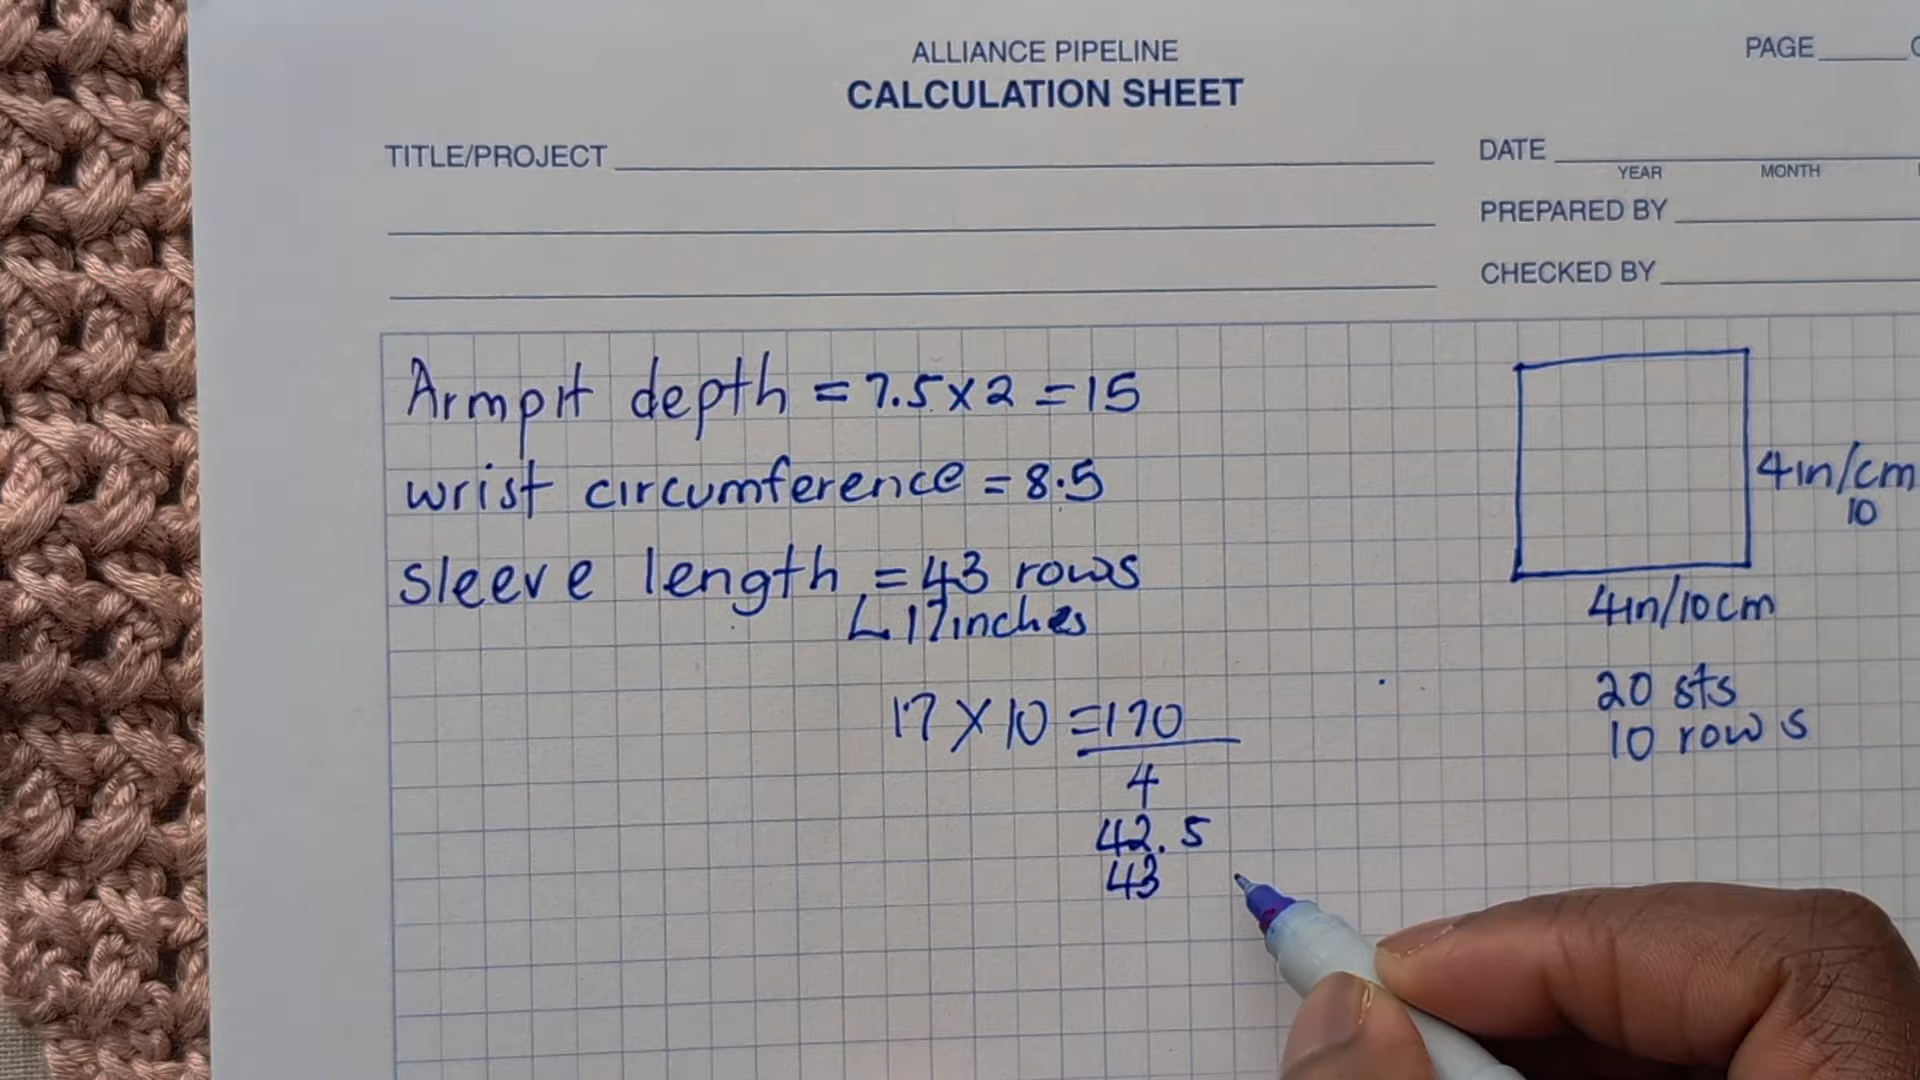 ALLIANCE PIPELINE
CALCULATION SHEET
PAGE
TITLE/PROJECT
DATE
YEAR MONTH
PREPARED BY
CHECKED BY
Armpit depth = 7.5 x 2 = 15
wrist circumference = 8.5
sleeve length = 43 rows
17 inches
17 X 10 = 170
4
42.5
43
4in/cm
10
4in/10cm
20 sts
10 rows